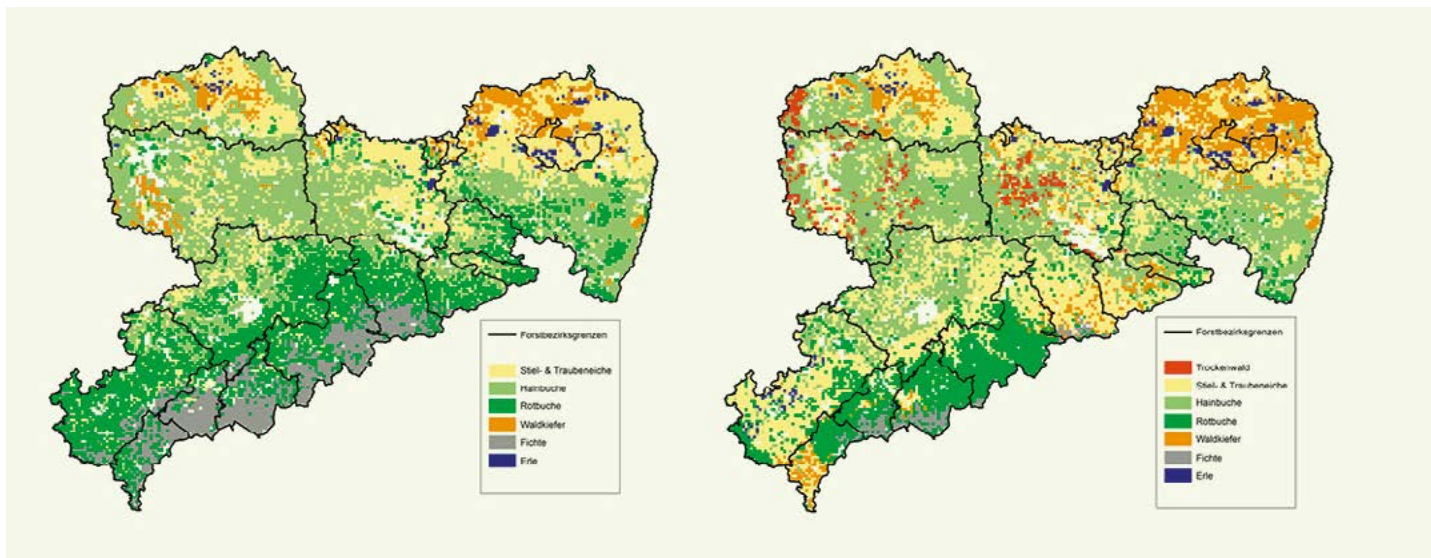 Forstbezirksgrenzen
Stiel- & Traubeneiche
Hainbuche
Rotbuche
Waldkiefer
Fichte
Erle
Forstbezirksgrenzen
Trockenwald
Stiel- & Traubeneiche
Hainbuche
Rotbuche
Waldkiefer
Fichte
Erle